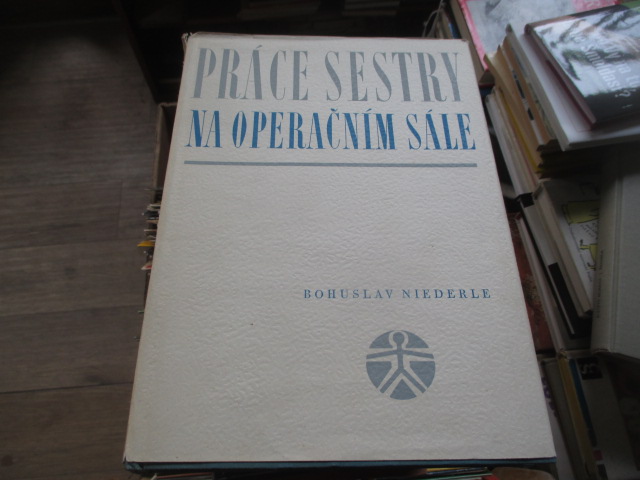 PRÁCE SESTRY
NA OPERAČNÍM SÁLE
BOHUSLAV NIEDERLE